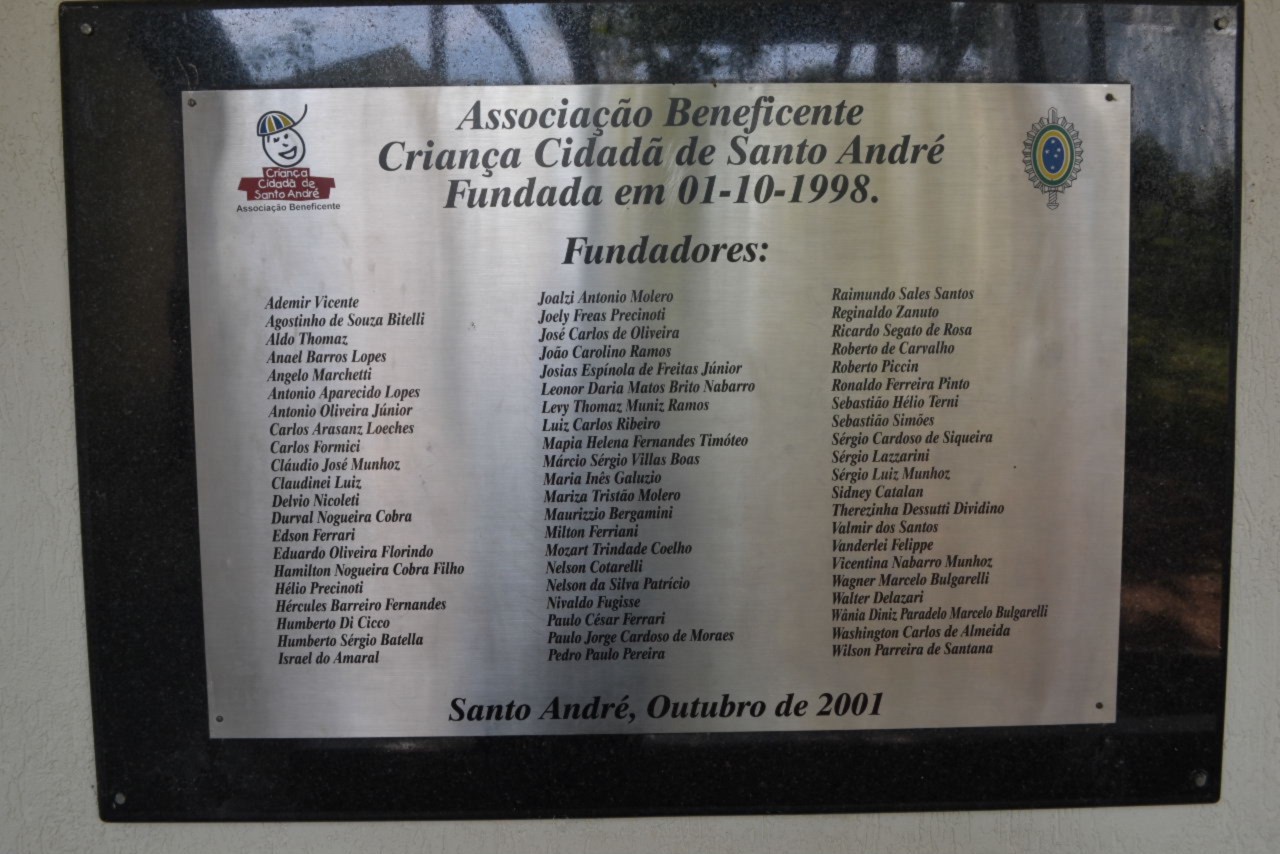 Criança
Cidadã de
Santo André
Associação Beneficente
Associação Beneficente
Criança Cidadã de Santo André
Fundada em 01-10-1998.
Fundadores:
Ademir Vicente
Agostinho de Souza Bitelli
Aldo Thomaz
Anael Barros Lopes
Angelo Marchetti
Antonio Aparecido Lopes
Antonio Oliveira Júnior
Carlos Arasanz Loeches
Carlos Formici
Cláudio José Munhoz
Claudinei Luiz
Delvio Nicoleti
Durval Nogueira Cobra
Edson Ferrari
Eduardo Oliveira Florindo
Hamilton Nogueira Cobra Filho
Hélio Precinoti
Hércules Barreiro Fernandes
Humberto Di Cicco
Humberto Sérgio Batella
Israel do Amaral
Joalzi Antonio Molero
Joely Freas Precinoti
José Carlos de Oliveira
João Carolino Ramos
Josias Espínola de Freitas Júnior
Leonor Daria Matos Brito Nabarro
Levy Thomaz Muniz Ramos
Luiz Carlos Ribeiro
Mapia Helena Fernandes Timóteo
Márcio Sérgio Villas Boas
Maria Inês Galuzio
Mariza Tristão Molero
Maurizzio Bergamini
Milton Ferriani
Mozart Trindade Coelho
Nelson Cotarelli
Nelson da Silva Patrício
Nivaldo Fugisse
Paulo César Ferrari
Paulo Jorge Cardoso de Moraes
Pedro Paulo Pereira
Raimundo Sales Santos
Reginaldo Zanuto
Ricardo Segato de Rosa
Roberto de Carvalho
Roberto Piccin
Ronaldo Ferreira Pinto
Sebastião Hélio Terni
Sebastião Simões
Sérgio Cardoso de Siqueira
Sérgio Lazzarini
Sérgio Luiz Munhoz
Sidney Catalan
Therezinha Dessutti Dividino
Valmir dos Santos
Vanderlei Felippe
Vicentina Nabarro Munhoz
Wagner Marcelo Bulgarelli
Walter Delazari
Wânia Diniz Paradelo Marcelo Bulgarelli
Washington Carlos de Almeida
Wilson Parreira de Santana
Santo André, Outubro de 2001